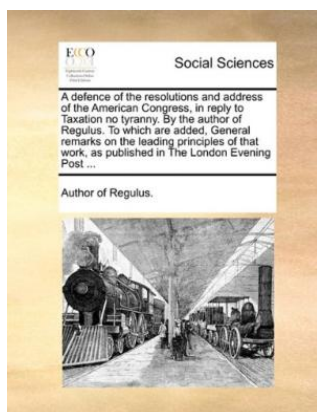 ECCO
Social Sciences
A defence of the resolutions and address
of the American Congress, in reply to
Taxation no tyranny. By the author of
Regulus. To which are added, General
remarks on the leading principles of that
work, as published in The London Evening
Post ...
Author of Regulus.